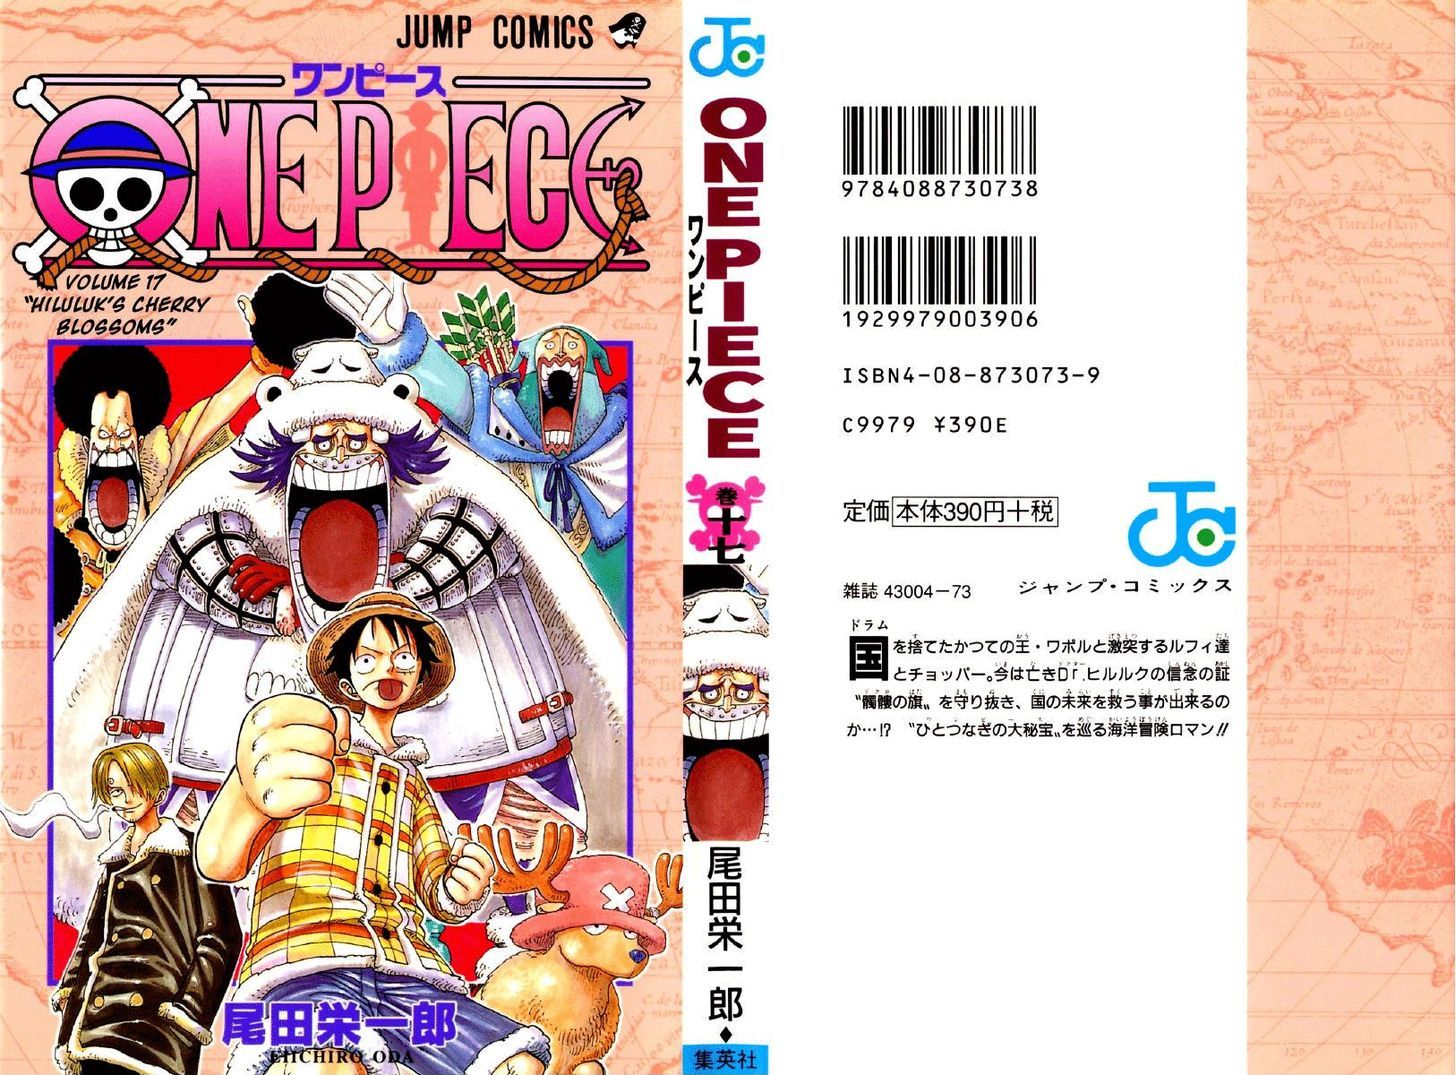 JUMP COMICS
ワンピース
ONE PIECE
VOLUME 17
"HILULUK'S CHERRY
BLOSSOMS"
尾田栄一郎
EIICHIRO ODA
JC
ONE PIECE
ワンピース
巻十七
尾田栄一郎
集英社
9784088730738
1929979003906
ISBN4-08-873073-9
C9979 ¥390E
定価 本体390円+税
JC
雑誌 43004-73
ジャンプ・コミックス
ドラム
国を捨てたかつての王・ワポルと激突するルフィ達
とチョッパー。今は亡きDr.ヒルルクの信念の証
〝髑髏の旗〟を守り抜き、国の未来を救う事が出来るの
か…!? 〝ひとつなぎの大秘宝〟を巡る海洋冒険ロマン!!